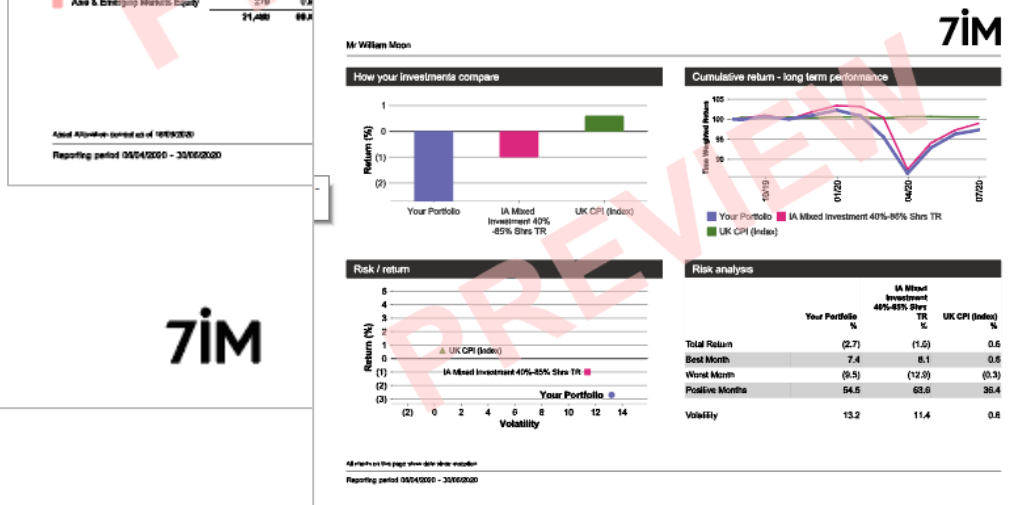 Asia & Emerging Markets Equity
21,480
Asset Allocation correct as of
Reporting period 06/04/2020 - 30/06/2020
7iM
7iM
Mr William Moon
How your investments compare
Return (%)
1
0
(1)
(2)
Your Portfolio
IA Mixed
Investment 40%
-85% Shrs TR
UK CPI (Index)
Cumulative return - long term performance
Time Weighted Return
105
100
95
90
10/19
01/20
04/20
07/20
Your Portfolio IA Mixed Investment 40%-85% Shrs TR
UK CPI (Index)
Risk / return
Return (%)
5
4
3
2
1
0
(1)
(2)
(3)
UK CPI (Index)
IA Mixed Investment 40%-85% Shrs TR
Your Portfolio
(2) 0 2 4 6 8 10 12 14
Volatility
Risk analysis
IA Mixed
Investment
40%-85% Shrs
Your Portfolio TR UK CPI (Index)
% % %
Total Return (2.7) (1.0) 0.6
Best Month 7.4 8.1 0.6
Worst Month (9.5) (12.9) (0.3)
Positive Months 54.5 63.6 36.4
Volatility 13.2 11.4 0.6
All charts on this page show data since inception
Reporting period 06/04/2020 - 30/06/2020
PREVIEW